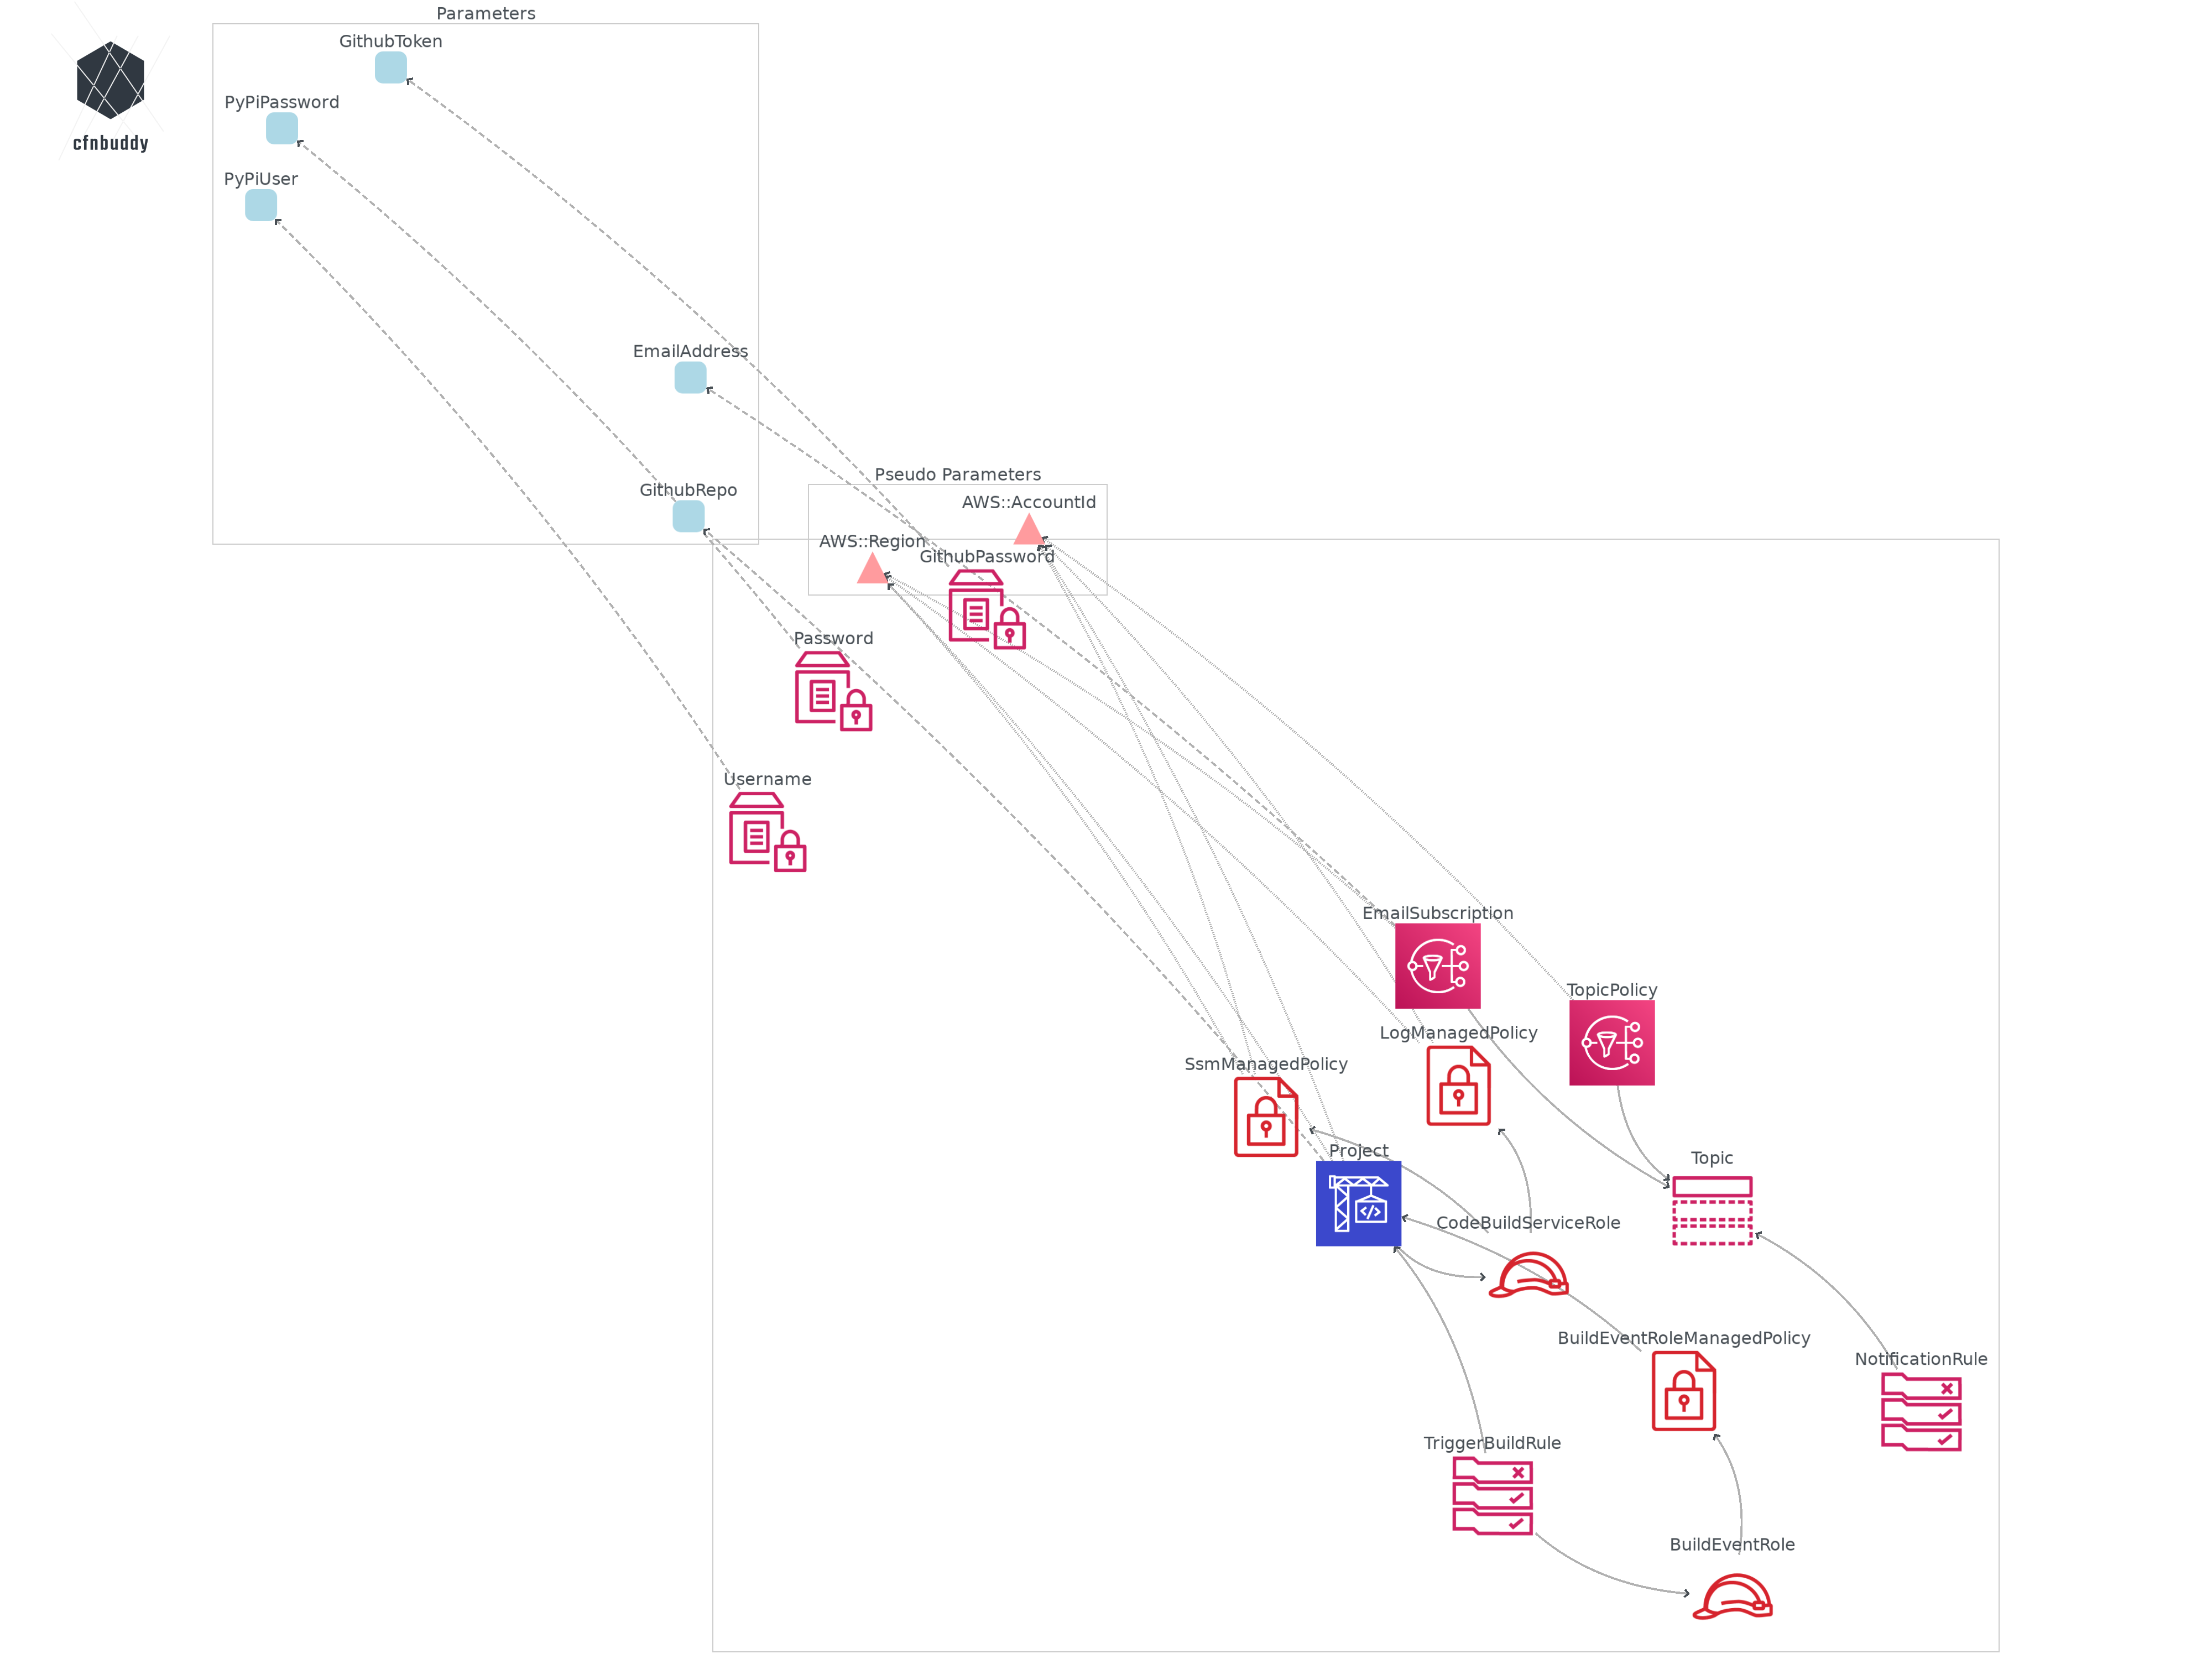 Parameters
GithubToken
PyPiPassword
cfnbuddy
PyPiUser
EmailAddress
Pseudo Parameters
GithubRepo
AWS::AccountId
AWS::Region
GithubPassword
Password
Username
EmailSubscription
TopicPolicy
LogManagedPolicy
SsmManagedPolicy
Project
Topic
CodeBuildServiceRole
BuildEventRoleManagedPolicy
NotificationRule
TriggerBuildRule
BuildEventRole